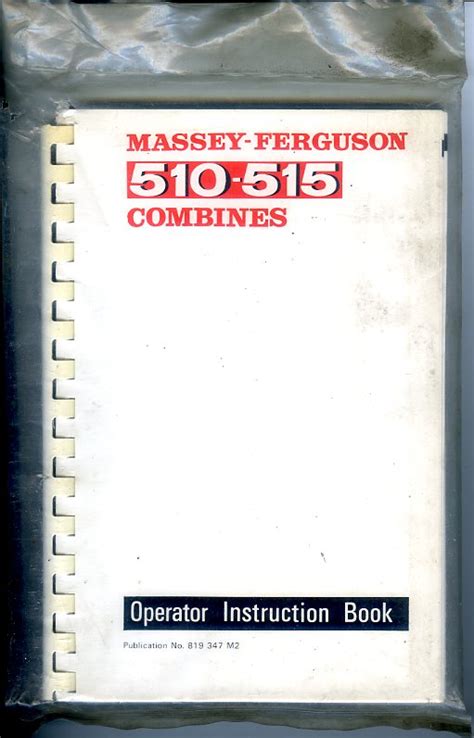 MASSEY-FERGUSON
510-515
COMBINES
Operator Instruction Book
Publication No. 819 347 M2